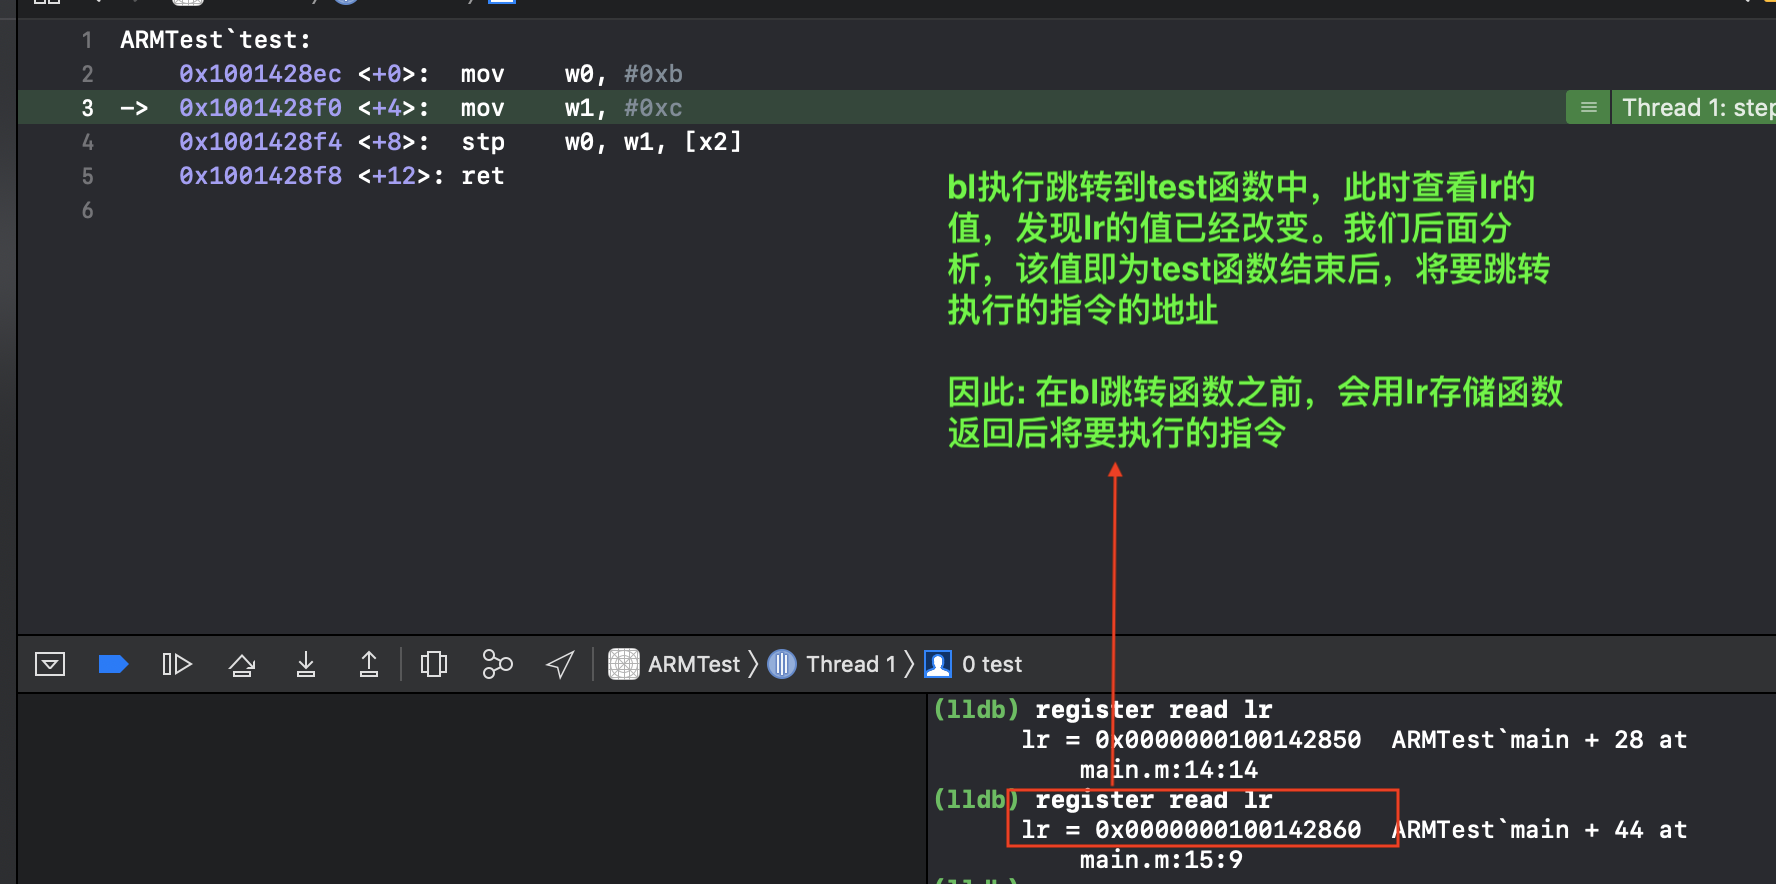 1 ARMTest`test:
2 0x1001428ec <+0>: mov w0, #0xb
3 -> 0x1001428f0 <+4>: mov w1, #0xc
Thread 1: step
4 0x1001428f4 <+8>: stp w0, w1, [x2]
5 0x1001428f8 <+12>: ret
6
bl执行跳转到test函数中，此时查看lr的
值，发现lr的值已经改变。我们后面分
析，该值即为test函数结束后，将要跳转
执行的指令的地址
因此: 在bl跳转函数之前，会用lr存储函数
返回后将要执行的指令
ARMTest 〉 Thread 1 〉 0 test
(lldb) register read lr
lr = 0x0000000100142850 ARMTest`main + 28 at
main.m:14:14
(lldb) register read lr
lr = 0x0000000100142860 ARMTest`main + 44 at
main.m:15:9